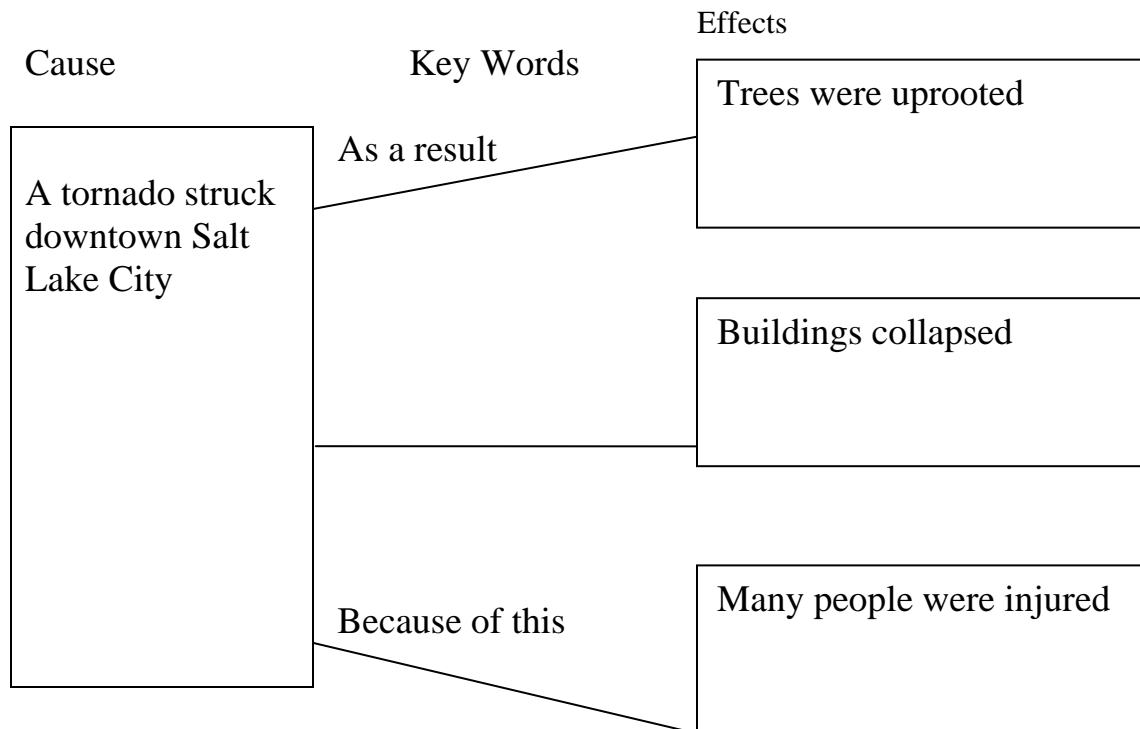 Effects
Cause
Key Words
Trees were uprooted
As a result
A tornado struck
downtown Salt
Lake City
Buildings collapsed
Many people were injured
Because of this